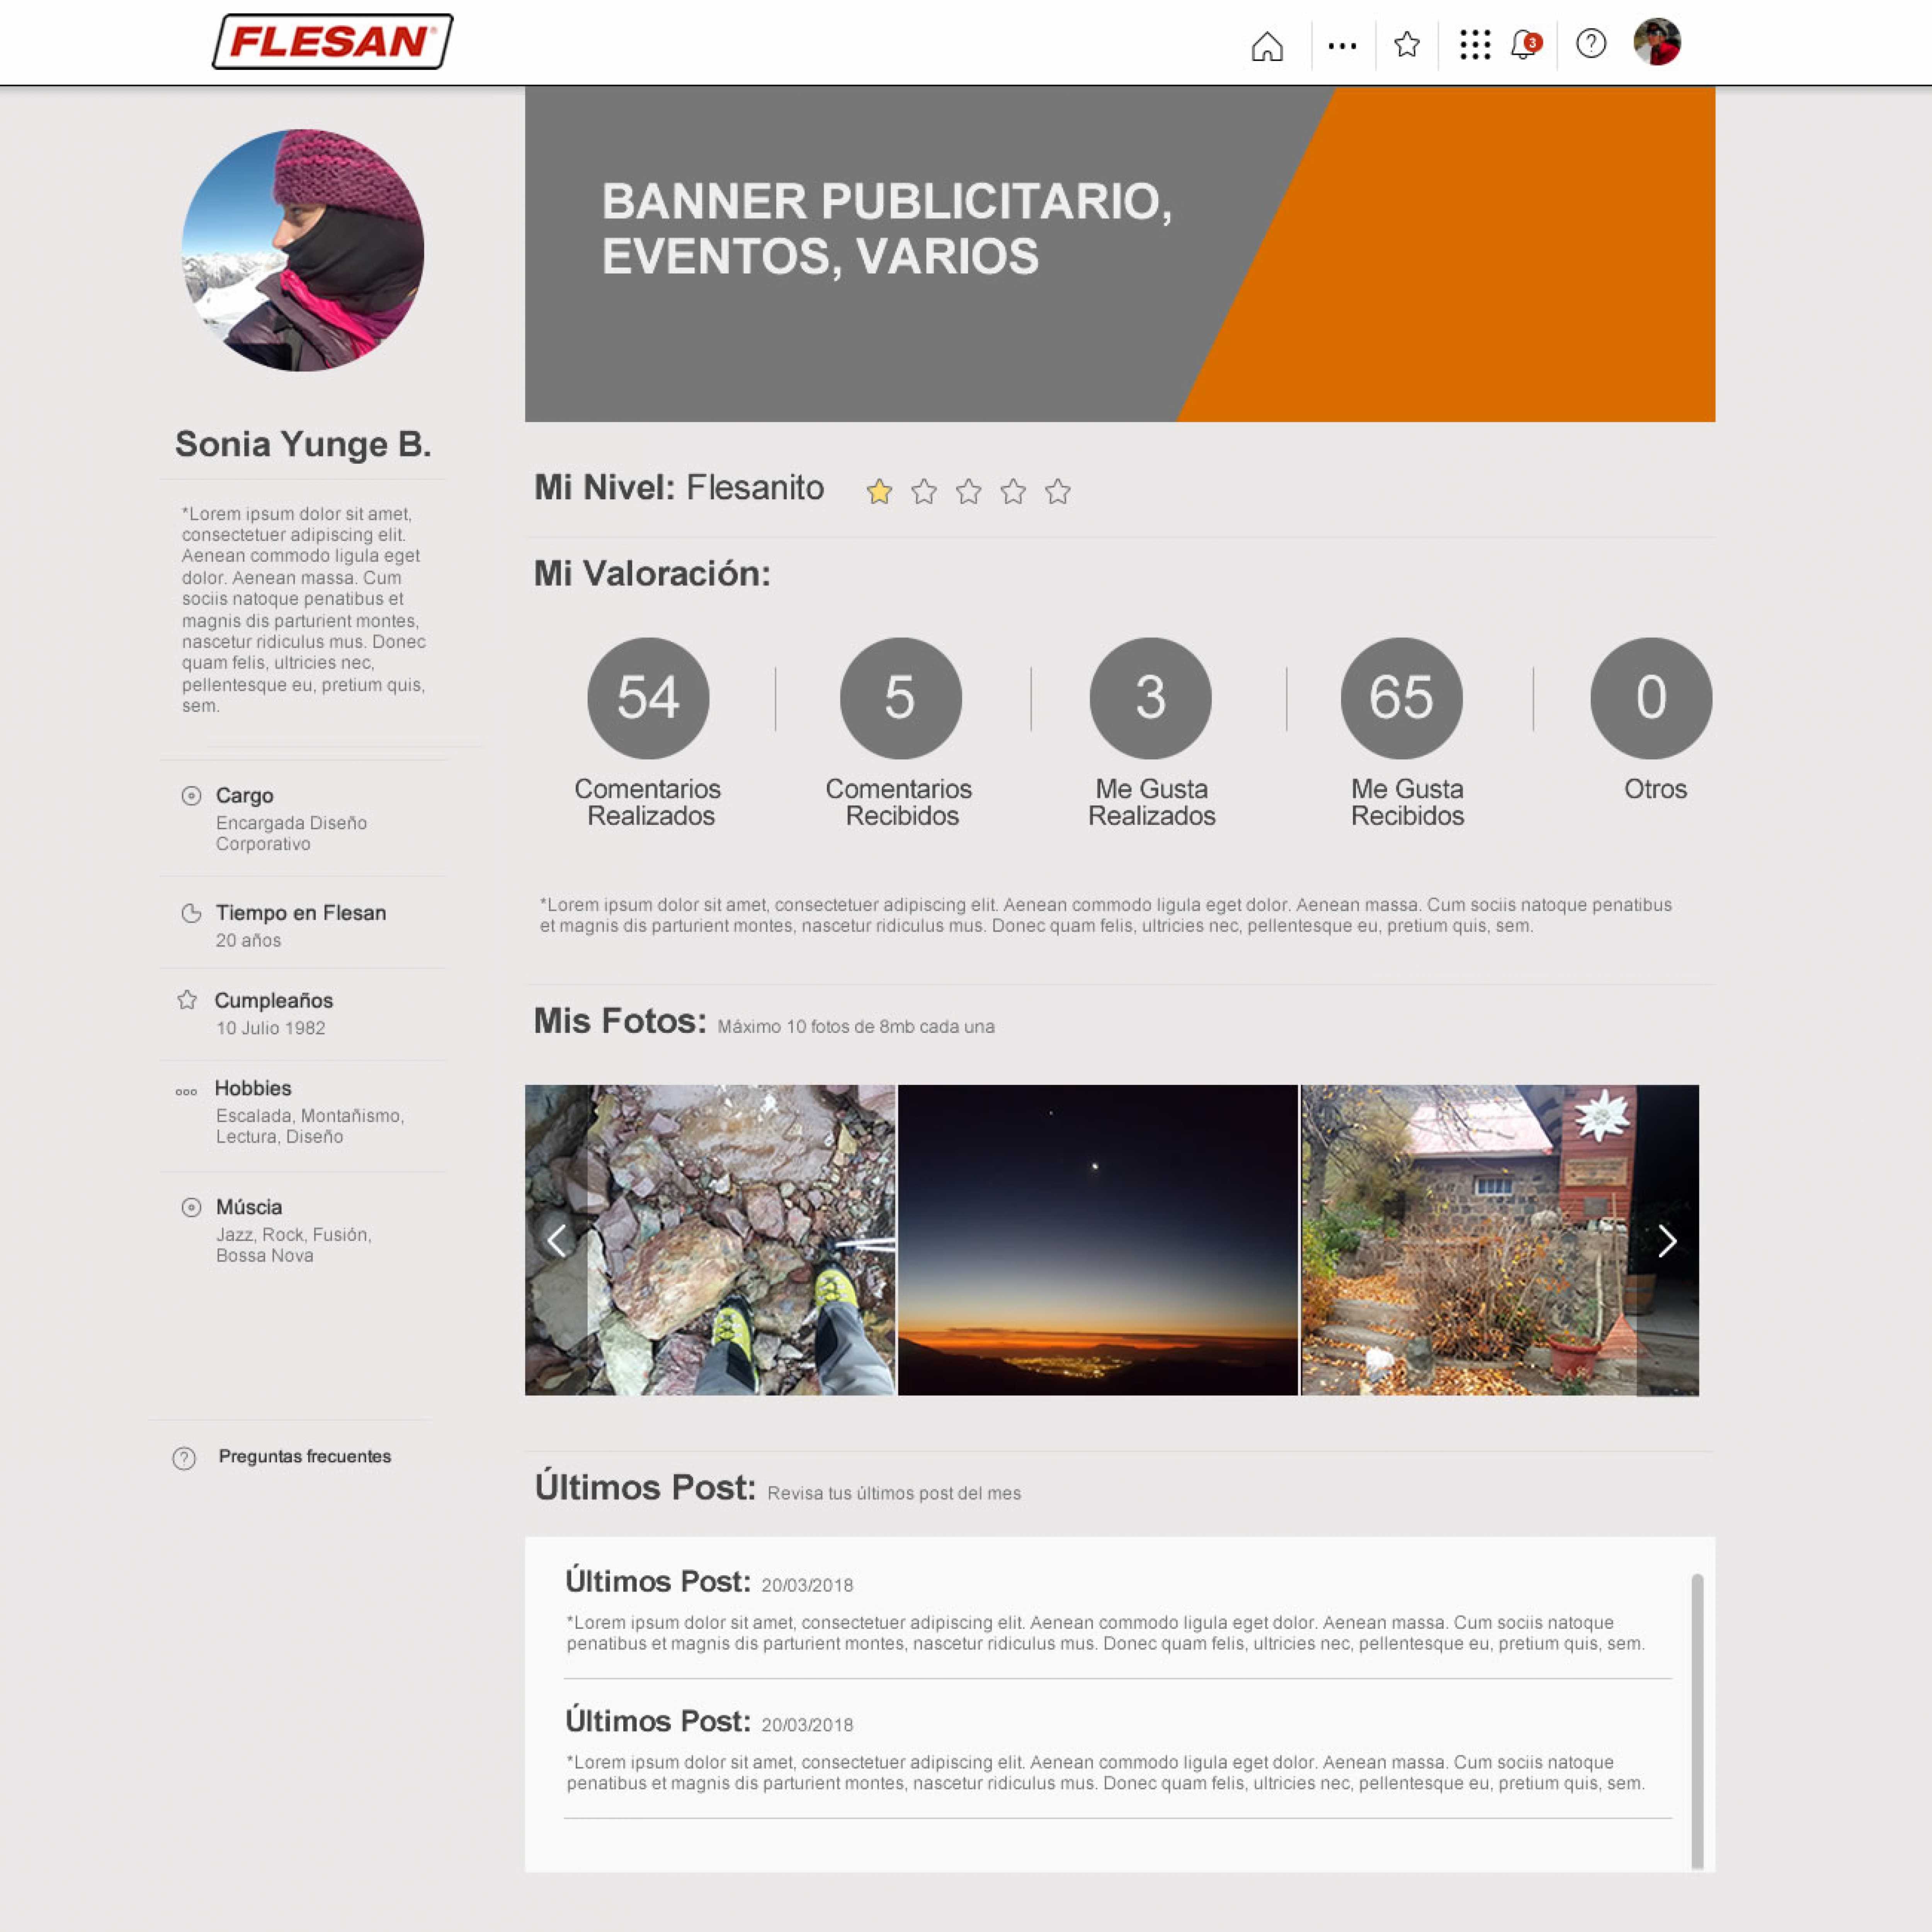 FLESAN
3
BANNER PUBLICITARIO,
EVENTOS, VARIOS
Sonia Yunge B.
*Lorem ipsum dolor sit amet,
consectetuer adipiscing elit.
Aenean commodo ligula eget
dolor. Aenean massa. Cum
sociis natoque penatibus et
magnis dis parturient montes,
nascetur ridiculus mus. Donec
quam felis, ultricies nec,
pellentesque eu, pretium quis,
sem.
Cargo
Encargada Diseño
Corporativo
Tiempo en Flesan
20 años
Cumpleaños
10 Julio 1982
Hobbies
Escalada, Montañismo,
Lectura, Diseño
Múscia
Jazz, Rock, Fusión,
Bossa Nova
Preguntas frecuentes
Mi Nivel: Flesanito
Mi Valoración:
54
Comentarios
Realizados
5
Comentarios
Recibidos
3
Me Gusta
Realizados
65
Me Gusta
Recibidos
0
Otros
*Lorem ipsum dolor sit amet, consectetuer adipiscing elit. Aenean commodo ligula eget dolor. Aenean massa. Cum sociis natoque penatibus
et magnis dis parturient montes, nascetur ridiculus mus. Donec quam felis, ultricies nec, pellentesque eu, pretium quis, sem.
Mis Fotos: Máximo 10 fotos de 8mb cada una
Últimos Post: Revisa tus últimos post del mes
Últimos Post: 20/03/2018
*Lorem ipsum dolor sit amet, consectetuer adipiscing elit. Aenean commodo ligula eget dolor. Aenean massa. Cum sociis natoque
penatibus et magnis dis parturient montes, nascetur ridiculus mus. Donec quam felis, ultricies nec, pellentesque eu, pretium quis, sem.
Últimos Post: 20/03/2018
*Lorem ipsum dolor sit amet, consectetuer adipiscing elit. Aenean commodo ligula eget dolor. Aenean massa. Cum sociis natoque
penatibus et magnis dis parturient montes, nascetur ridiculus mus. Donec quam felis, ultricies nec, pellentesque eu, pretium quis, sem.